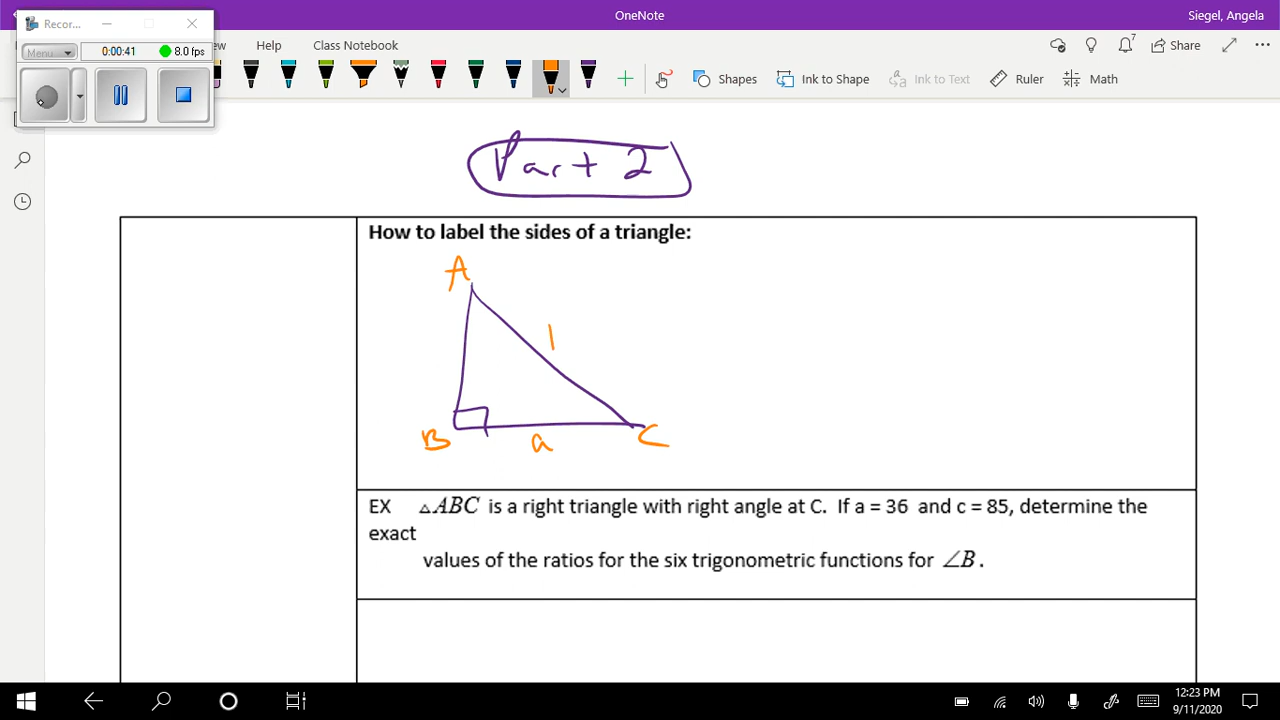 OneNote
Siegel, Angela
Recor...
Menu
0:00:41
8.0 fps
Help
Class Notebook
Share
Shapes
Ink to Shape
Ink to Text
Ruler
Math
Part 2
How to label the sides of a triangle:
A
B
a
C
EX △ABC is a right triangle with right angle at C. If a = 36 and c = 85, determine the
exact
values of the ratios for the six trigonometric functions for ∠B.
12:23 PM
9/11/2020